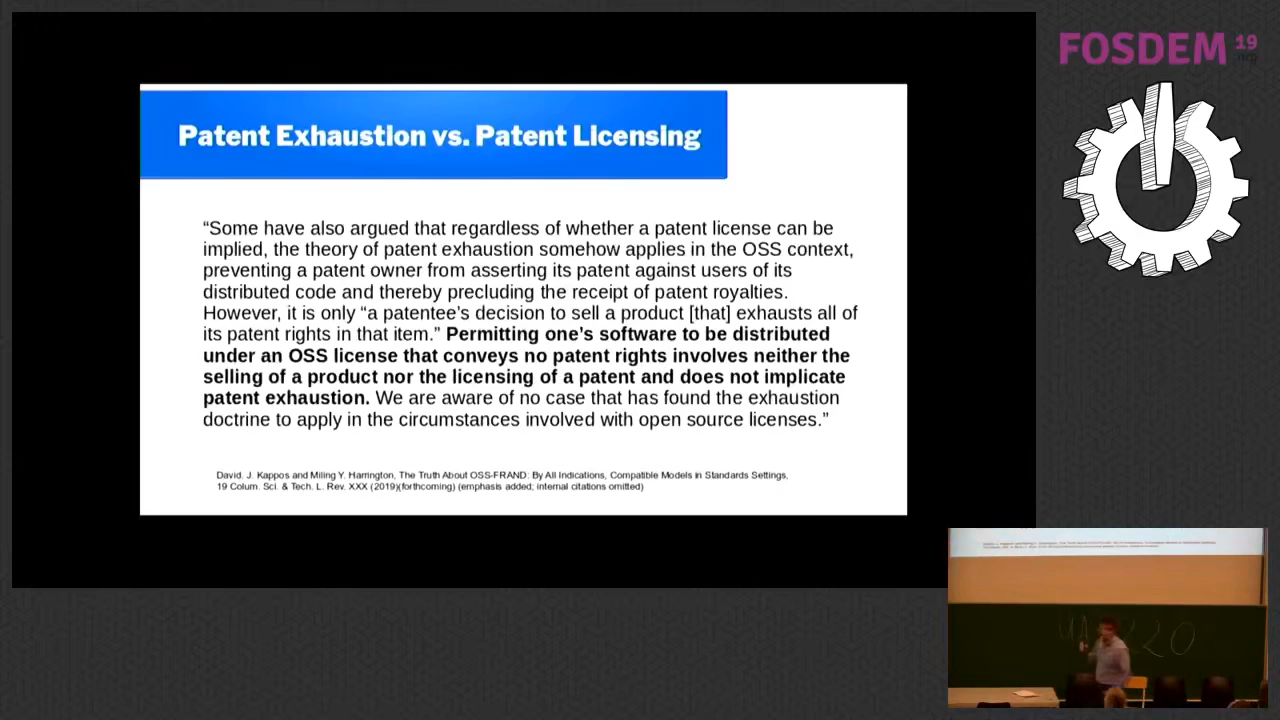 FOSDEM 19
.org
Patent Exhaustion vs. Patent Licensing
“Some have also argued that regardless of whether a patent license can be
implied, the theory of patent exhaustion somehow applies in the OSS context,
preventing a patent owner from asserting its patent against users of its
distributed code and thereby precluding the receipt of patent royalties.
However, it is only “a patentee’s decision to sell a product [that] exhausts all of
its patent rights in that item.” Permitting one’s software to be distributed
under an OSS license that conveys no patent rights involves neither the
selling of a product nor the licensing of a patent and does not implicate
patent exhaustion. We are aware of no case that has found the exhaustion
doctrine to apply in the circumstances involved with open source licenses.”
David. J. Kappos and Miling Y. Harrington, The Truth About OSS-FRAND: By All Indications, Compatible Models in Standards Settings,
19 Colum. Sci. & Tech. L. Rev. XXX (2019)(forthcoming) (emphasis added; internal citations omitted)